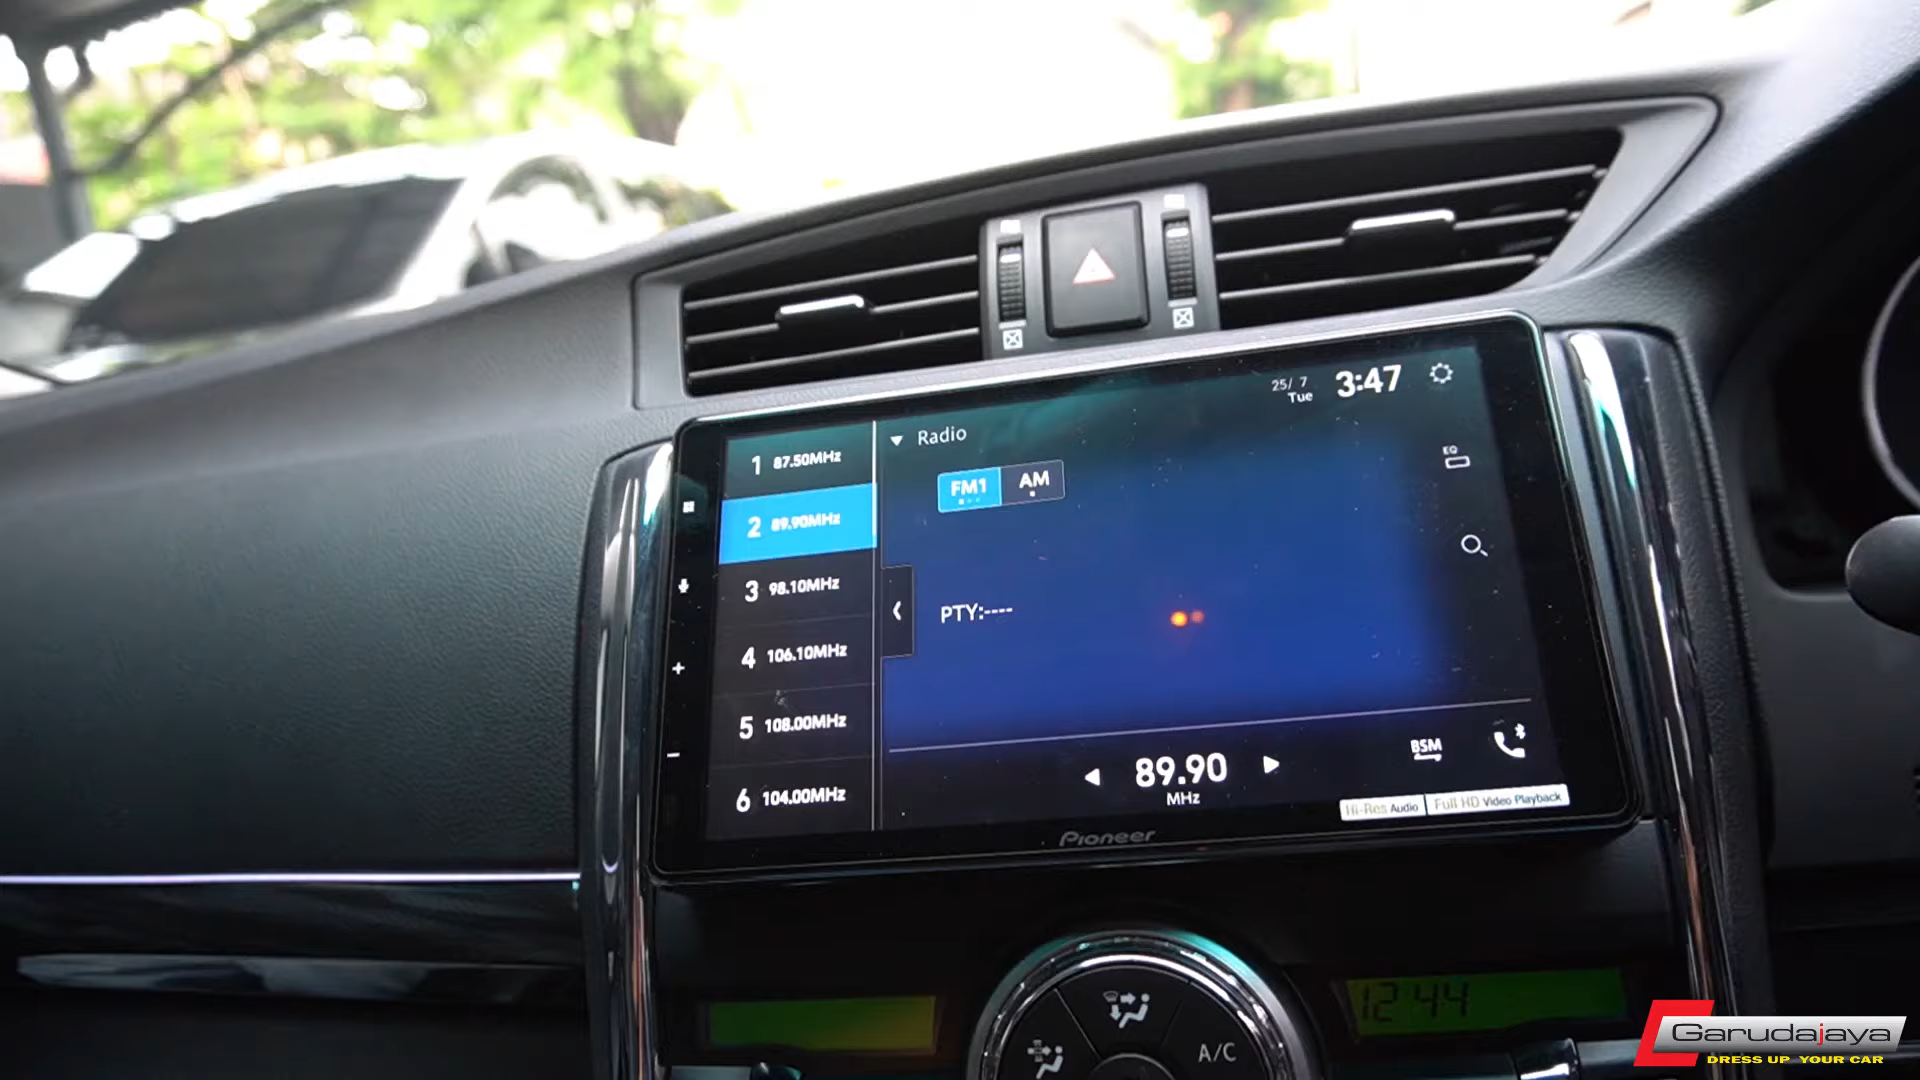 25/ 7
Tue
3:47
Radio
FM1
AM
EQ
1 87.50MHz
2 89.90MHz
3 98.10MHz
4 106.10MHz
5 108.00MHz
6 104.00MHz
PTY:----
89.90
MHz
BSM
Hi-Res Audio
Full HD Video Playback
Pioneer
12:44
A/C
Garudajaya
DRESS UP YOUR CAR